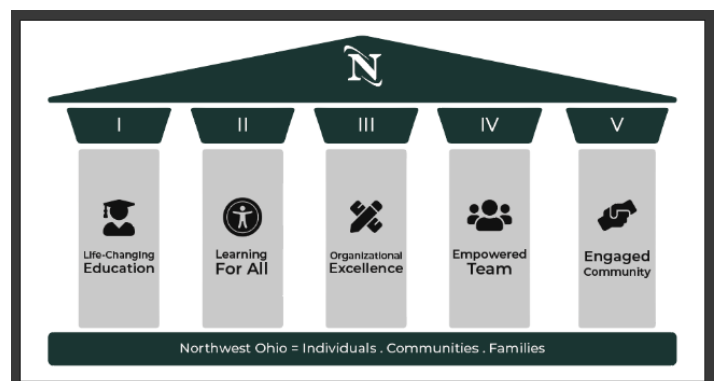 N
I
II
III
IV
V
Life-Changing
Education
Learning
For All
Organizational
Excellence
Empowered
Team
Engaged
Community
Northwest Ohio = Individuals . Communities . Families